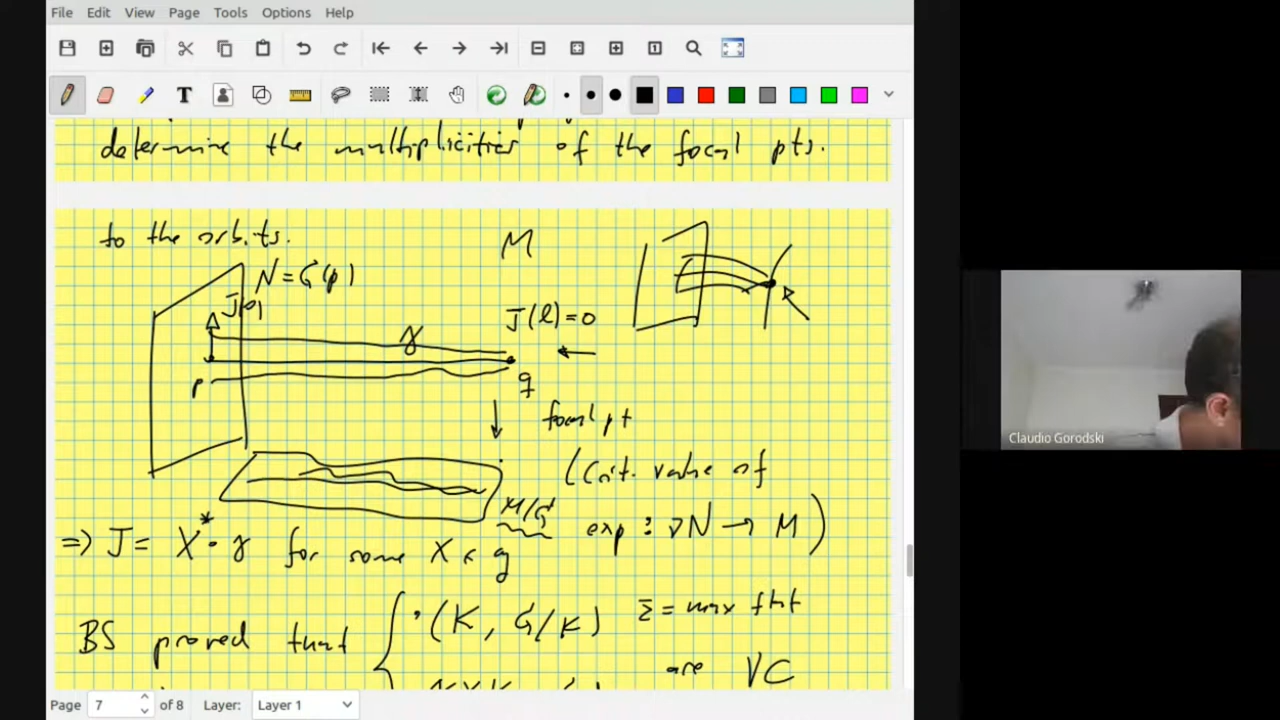 File Edit View Page Tools Options Help
determine the multiplicities of the focal pts.
to the orbits.
M
N = G(p)
J(0)
J(l) = 0
γ
p
q
focal pt
(Crit. value of
exp : νN → M)
M/G
⇒ J = X* ∘ γ for some X ∈ g
BS proved that
(K, G/K)
Σ = max flat
are VC
Claudio Gorodski
Page 7 of 8 Layer: Layer 1